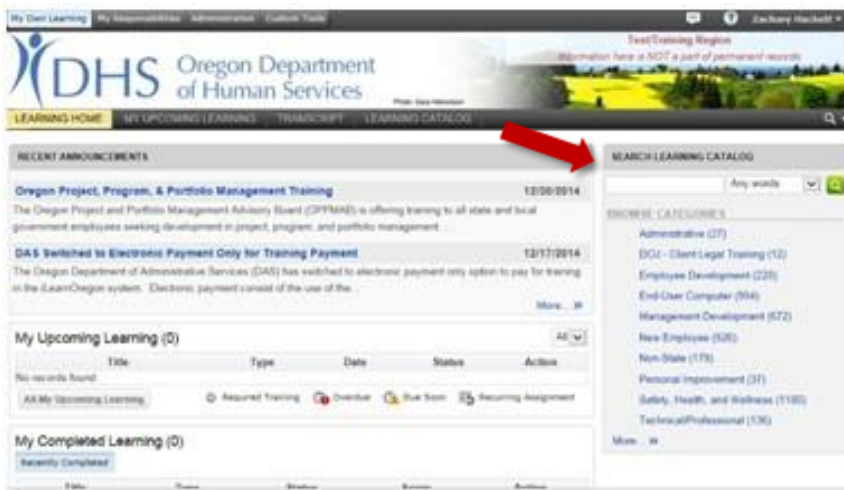 My Own Learning My Responsibilities Administration Custom Tools
Zachary Hackett
DHS Oregon Department
of Human Services
Test/Training Region
Information here is NOT a part of permanent records
LEARNING HOME MY UPCOMING LEARNING TRANSCRIPT LEARNING CATALOG
RECENT ANNOUNCEMENTS
Oregon Project, Program, & Portfolio Management Training 12/30/2014
The Oregon Project and Portfolio Management Advisory Board (OPPMAB) is offering training to all state and local
government employees seeking development in project, program, and portfolio management ...
DAS Switched to Electronic Payment Only for Training Payment 12/17/2014
The Oregon Department of Administrative Services (DAS) has switched to electronic payment only option to pay for training
in the iLearnOregon system. Electronic payment consist of the use of the...
More...
My Upcoming Learning (0) All
Title Type Date Status Action
No records found
All My Upcoming Learning Required Training Overdue Due Soon Recurring Assignment
My Completed Learning (0)
Recently Completed
Title Type Status Score Action
SEARCH LEARNING CATALOG
Any words
BROWSE CATEGORIES
Administrative (27)
DOJ - Client Legal Training (12)
Employee Development
End-User Computer
Management Development (672)
New Employee
Non-State
Personal Improvement (37)
Safety, Health, and Wellness
Technical/Professional (136)
More...